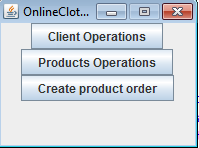 OnlineClot...
Client Operations
Products Operations
Create product order